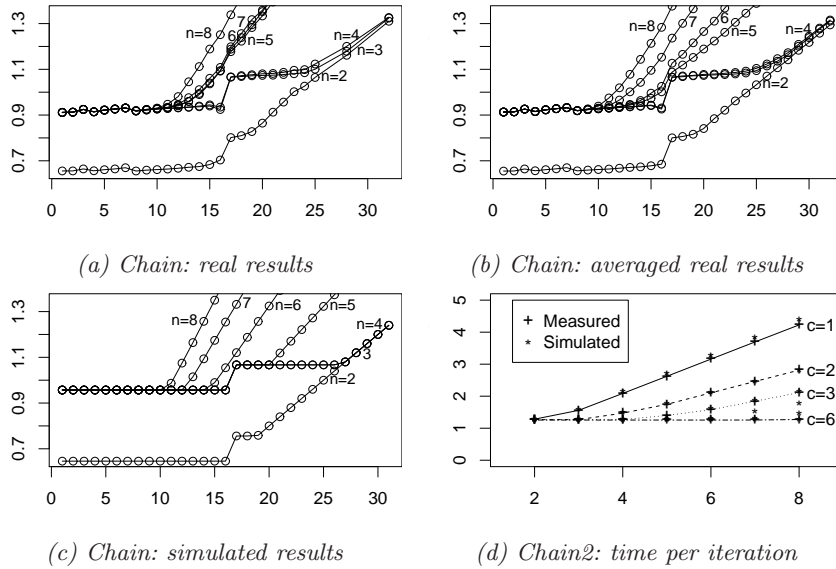 1.3
1.1
0.9
0.7
n=8
7
6
n=5
n=4
n=3
n=2
0 5 10 15 20 25 30
(a) Chain: real results
1.3
1.1
0.9
0.7
n=8
7
6
n=5
n=4
n=2
0 5 10 15 20 25 30
(b) Chain: averaged real results
1.3
1.1
0.9
0.7
n=8
7
n=6
n=5
n=4
3
n=2
0 5 10 15 20 25 30
(c) Chain: simulated results
5
4
3
2
1
0
+ Measured
* Simulated
c=1
c=2
c=3
c=6
2 4 6 8
(d) Chain2: time per iteration